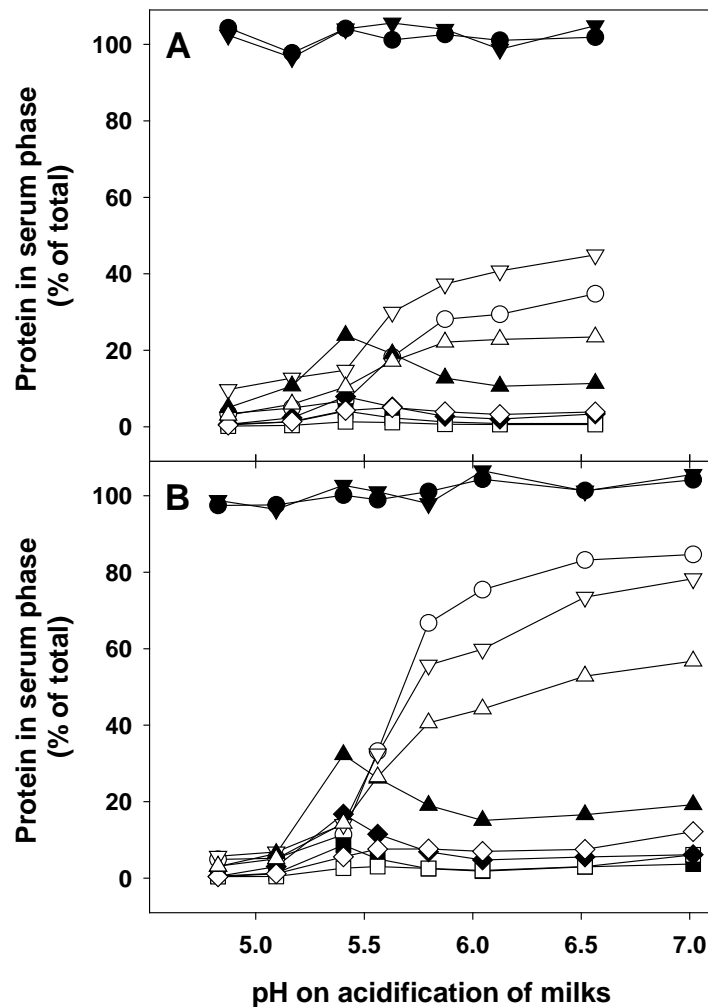 A
100
80
60
40
20
0
Protein in serum phase
(% of total)
B
100
80
60
40
20
0
Protein in serum phase
(% of total)
5.0 5.5 6.0 6.5 7.0
pH on acidification of milks